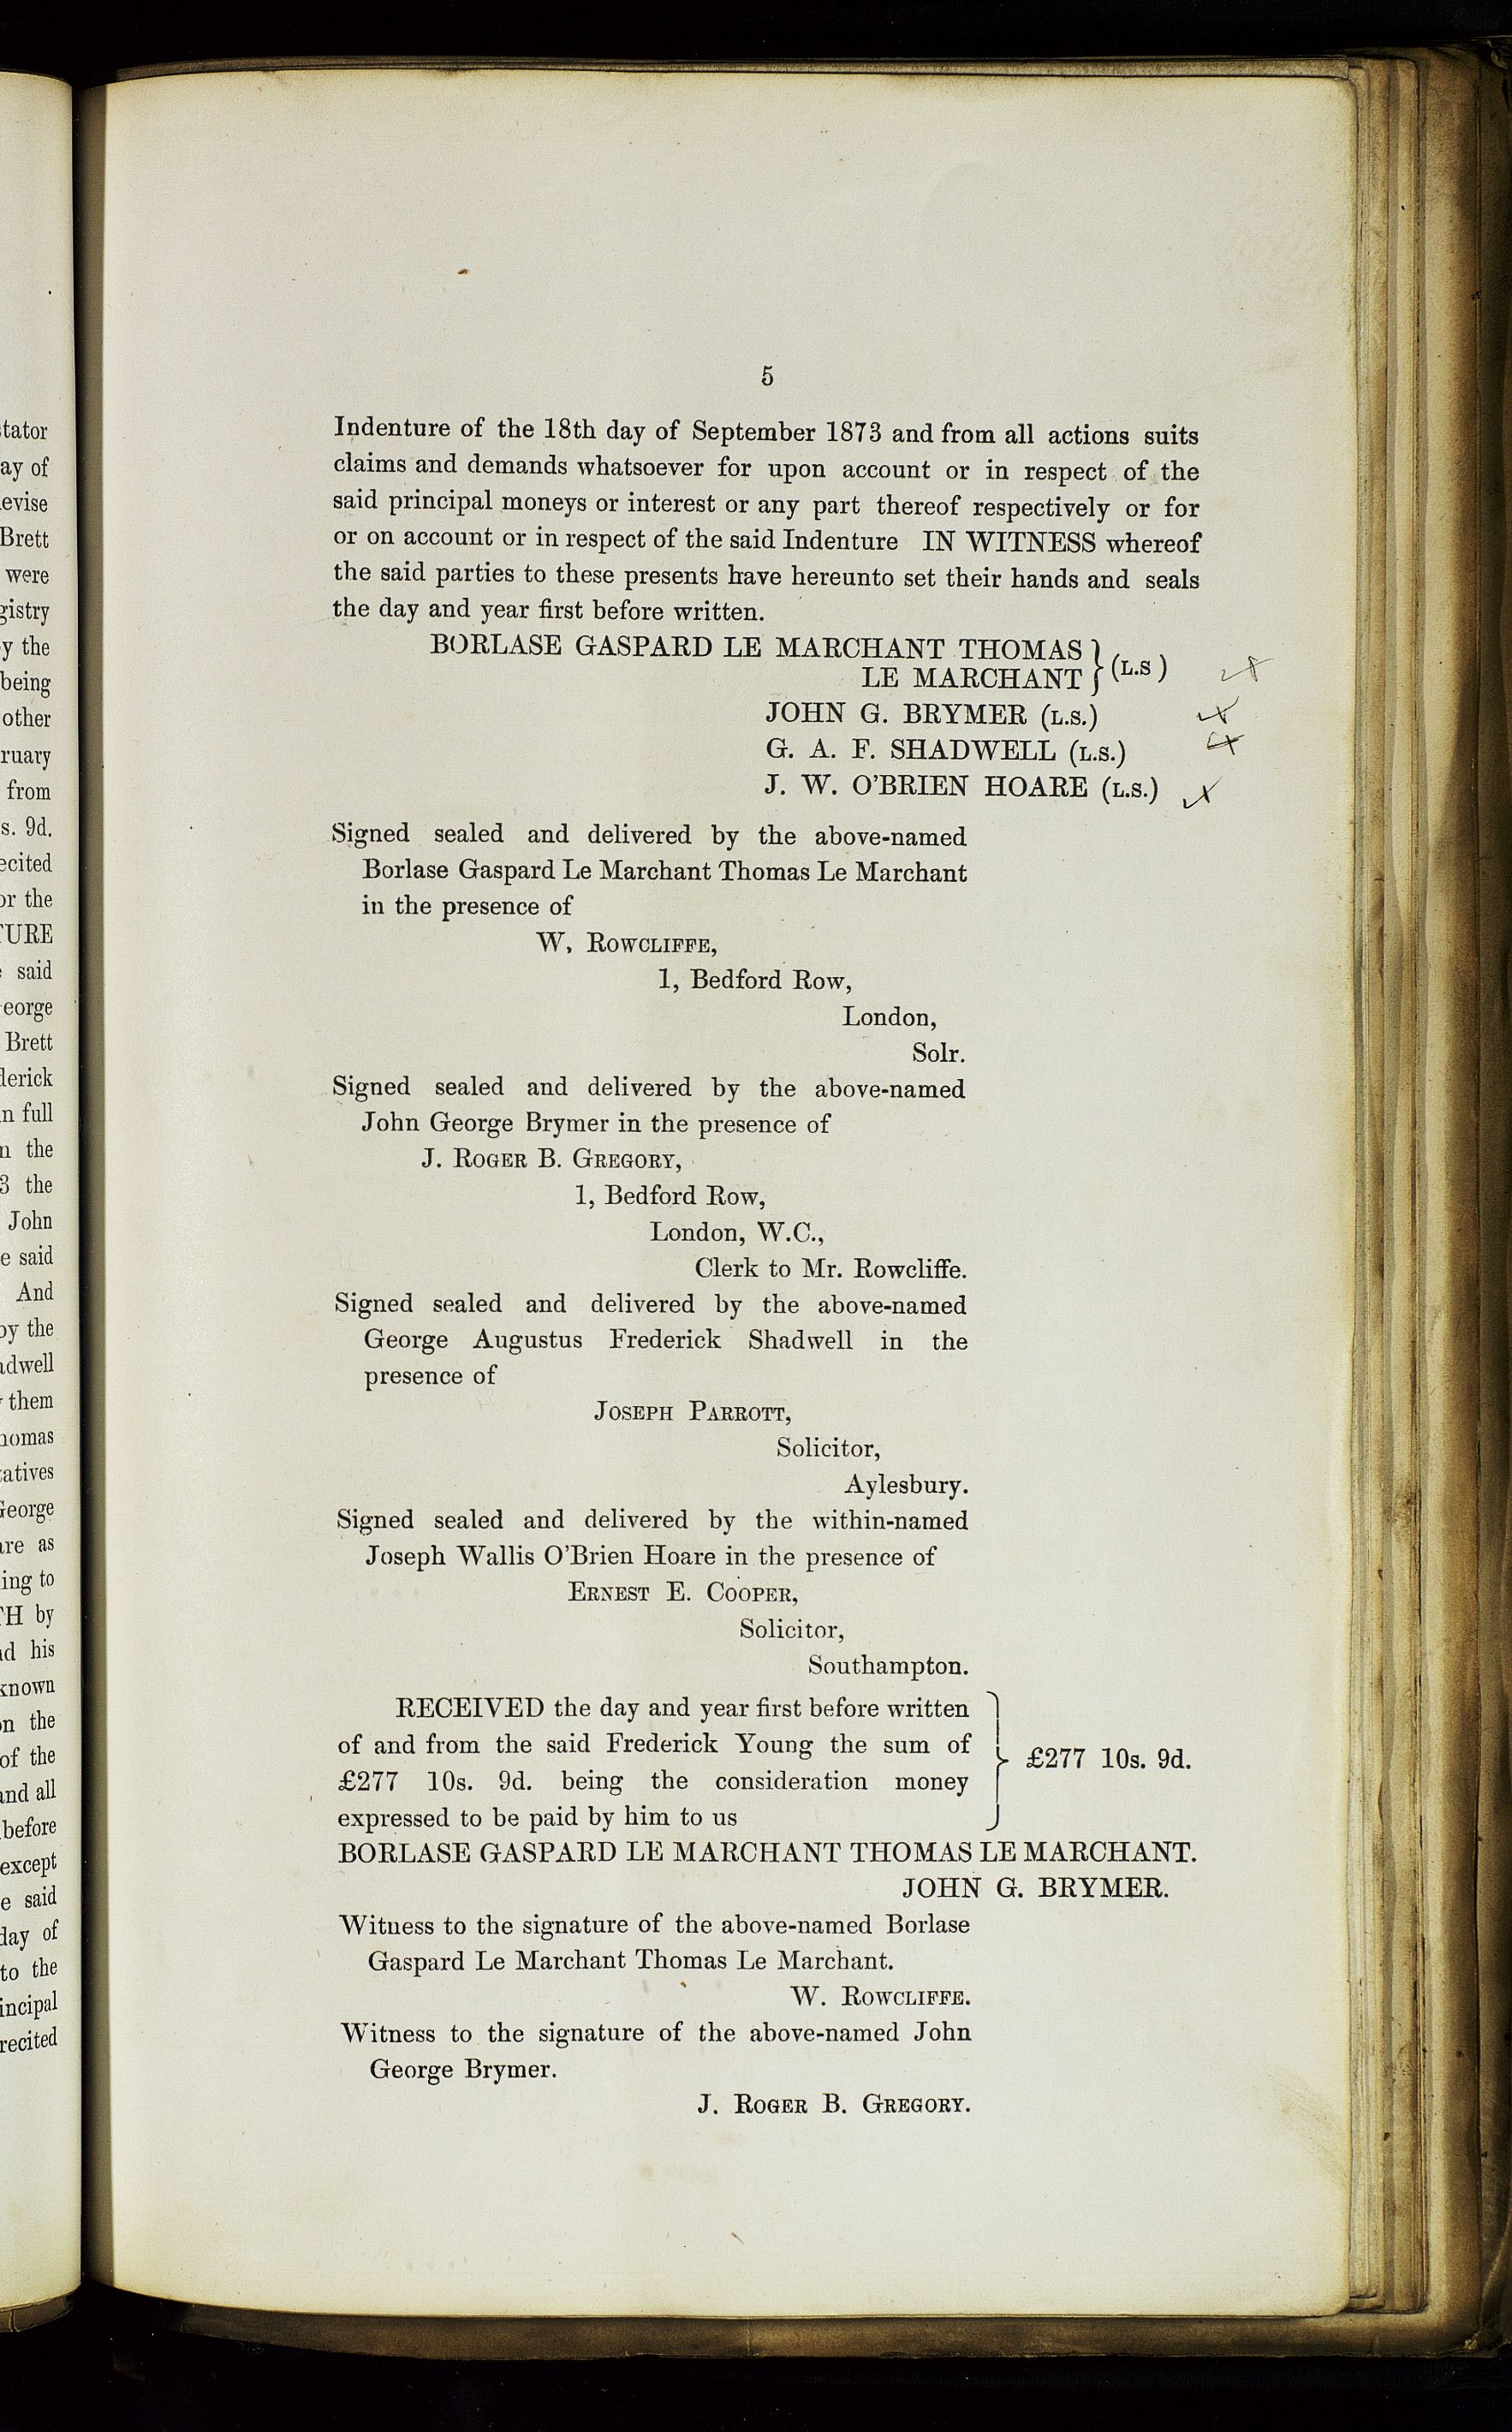 5
Indenture of the 18th day of September 1873 and from all actions suits
claims and demands whatsoever for upon account or in respect of the
said principal moneys or interest or any part thereof respectively or for
or on account or in respect of the said Indenture IN WITNESS whereof
the said parties to these presents have hereunto set their hands and seals
the day and year first before written.
BORLASE GASPARD LE MARCHANT THOMAS
LE MARCHANT } (L.S )
JOHN G. BRYMER (L.S.)
G. A. F. SHADWELL (L.S.)
J. W. O'BRIEN HOARE (L.S.)
Signed sealed and delivered by the above-named
Borlase Gaspard Le Marchant Thomas Le Marchant
in the presence of
W. ROWCLIFFE,
1, Bedford Row,
London,
Solr.
Signed sealed and delivered by the above-named
John George Brymer in the presence of
J. ROGER B. GREGORY,
1, Bedford Row,
London, W.C.,
Clerk to Mr. Rowcliffe.
Signed sealed and delivered by the above-named
George Augustus Frederick Shadwell in the
presence of
JOSEPH PARROTT,
Solicitor,
Aylesbury.
Signed sealed and delivered by the within-named
Joseph Wallis O'Brien Hoare in the presence of
ERNEST E. COOPER,
Solicitor,
Southampton.
RECEIVED the day and year first before written
of and from the said Frederick Young the sum of
£277 10s. 9d. being the consideration money
expressed to be paid by him to us
} £277 10s. 9d.
BORLASE GASPARD LE MARCHANT THOMAS LE MARCHANT.
JOHN G. BRYMER.
Witness to the signature of the above-named Borlase
Gaspard Le Marchant Thomas Le Marchant.
W. ROWCLIFFE.
Witness to the signature of the above-named John
George Brymer.
J. ROGER B. GREGORY.